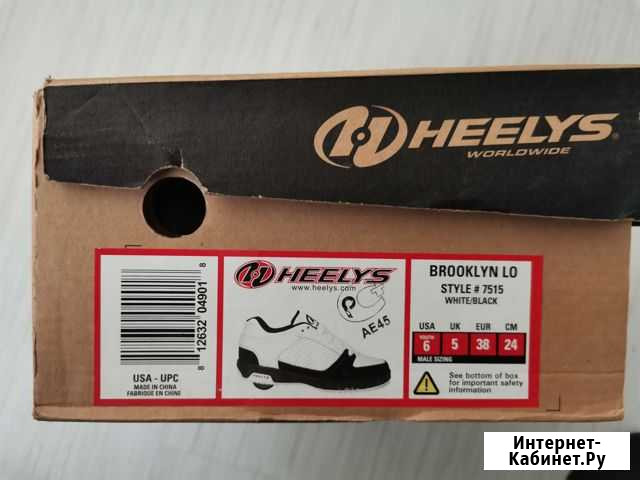 HEELYS
WORLDWIDE
8 12632 04901 8
USA - UPC
MADE IN CHINA
FABRIQUE EN CHINE
HEELYS
www.heelys.com
AE45
BROOKLYN LO
STYLE # 7515
WHITE/BLACK
USA UK EUR CM
YOUTH 6 5 38 24
MALE SIZING
See bottom of box
for important safety
information
Интернет-
Кабинет.Ру